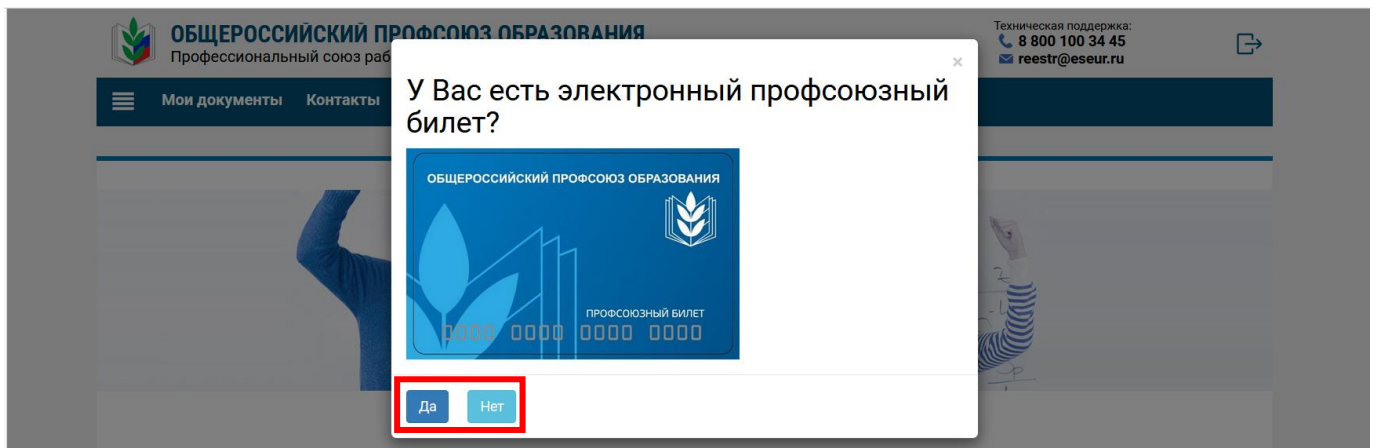 ОБЩЕРОССИЙСКИЙ ПРОФСОЮЗ ОБРАЗОВАНИЯ
Профессиональный союз раб
Техническая поддержка:
8 800 100 34 45
reestr@eseur.ru
Мои документы Контакты
×
У Вас есть электронный профсоюзный
билет?
ОБЩЕРОССИЙСКИЙ ПРОФСОЮЗ ОБРАЗОВАНИЯ
ПРОФСОЮЗНЫЙ БИЛЕТ
0000 0000 0000 0000
Да Нет